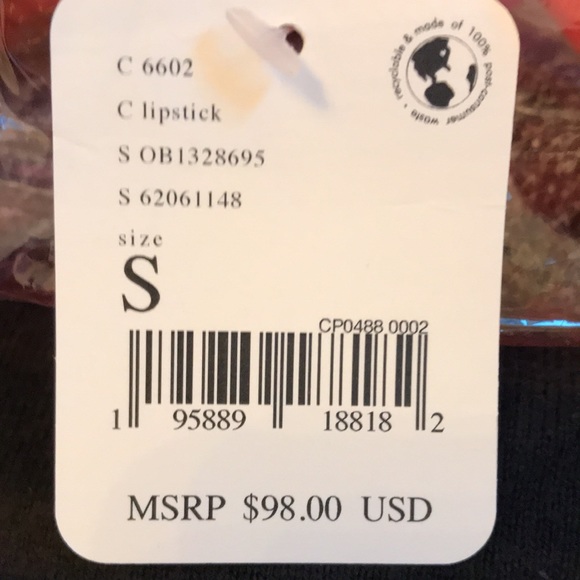 recyclable & made of 100% post-consumer waste •
C 6602
C lipstick
S OB1328695
S 62061148
size
S
CP0488 0002
1 95889 18818 2
MSRP $98.00 USD